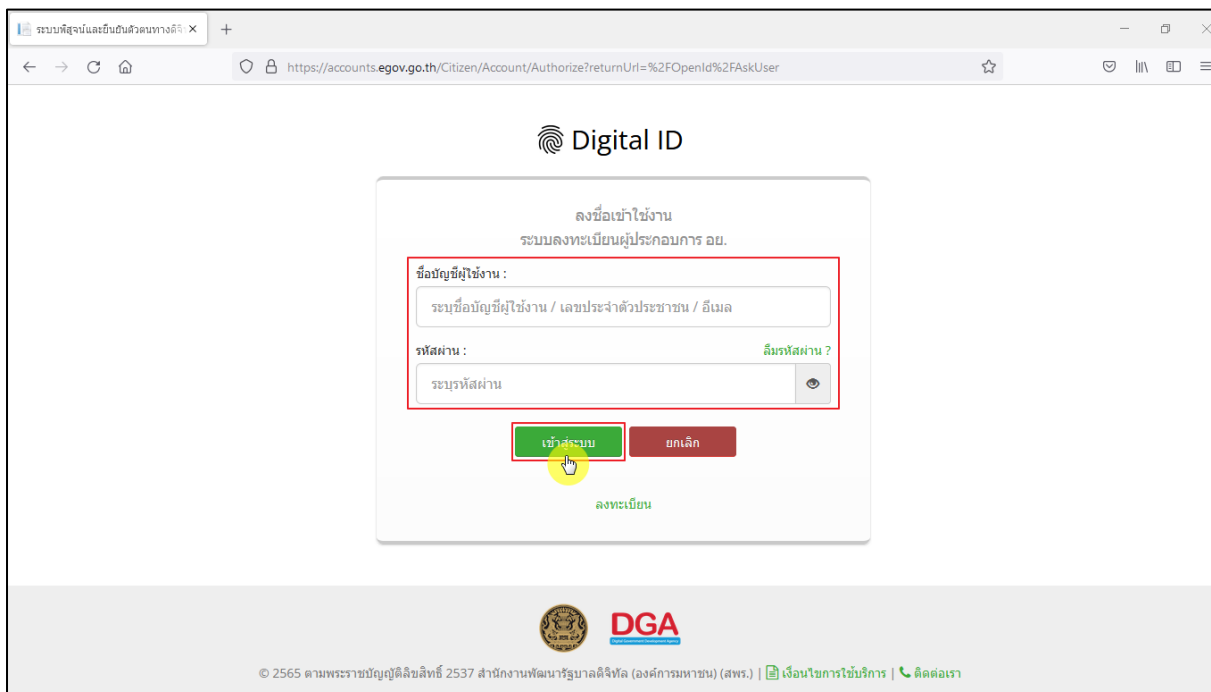 ระบบพิสูจน์และยืนยันตัวตนทางดิจิ
https://accounts.egov.go.th/Citizen/Account/Authorize?returnUrl=%2FOpenId%2FAskUser
Digital ID
ลงชื่อเข้าใช้งาน
ระบบลงทะเบียนผู้ประกอบการ อย.
ชื่อบัญชีผู้ใช้งาน :
ระบุชื่อบัญชีผู้ใช้งาน / เลขประจำตัวประชาชน / อีเมล
รหัสผ่าน : ลืมรหัสผ่าน ?
ระบุรหัสผ่าน
เข้าสู่ระบบ ยกเลิก
ลงทะเบียน
DGA
Digital Government Development Agency
© 2565 ตามพระราชบัญญัติลิขสิทธิ์ 2537 สำนักงานพัฒนารัฐบาลดิจิทัล (องค์การมหาชน) (สพร.) | เงื่อนไขการใช้บริการ | ติดต่อเรา